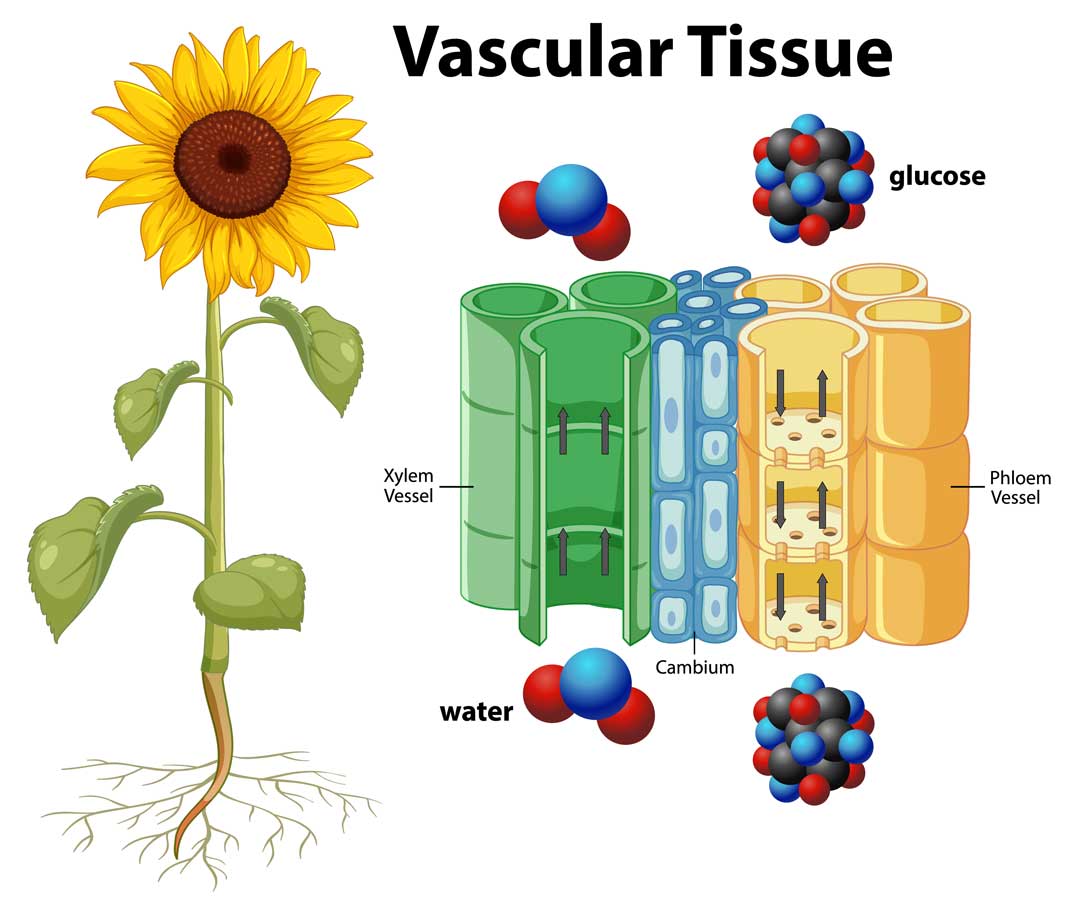 Vascular Tissue
glucose
Xylem
Vessel
Phloem
Vessel
Cambium
water